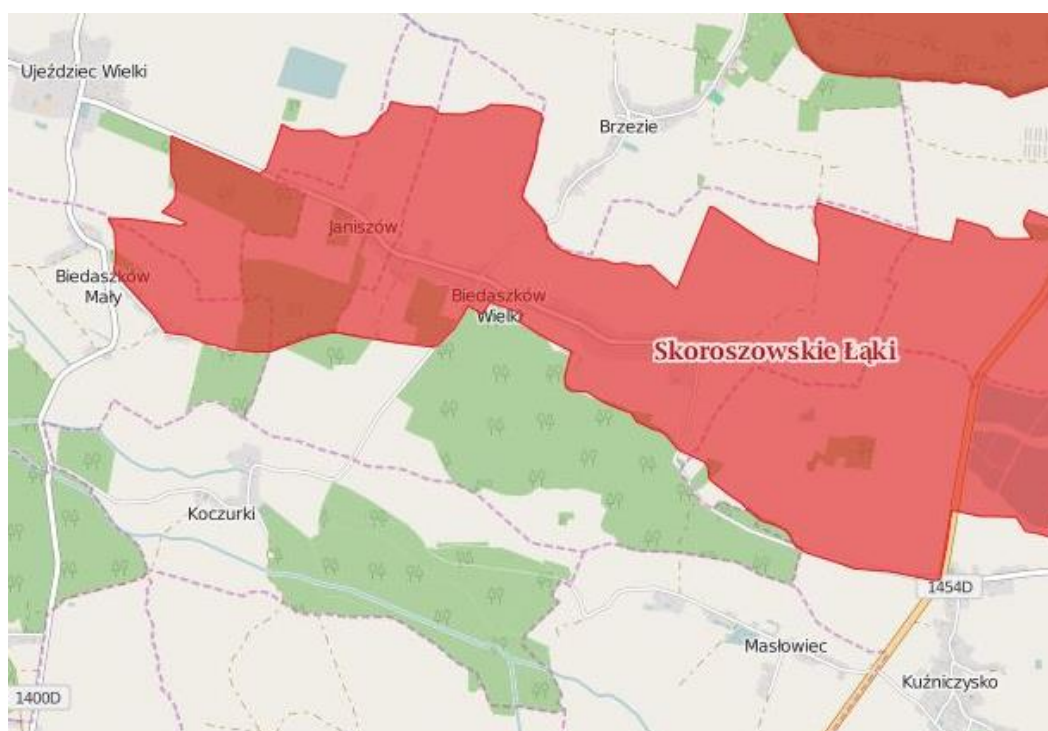 Ujeździec Wielki
Brzezie
Janiszów
Biedaszków
Mały
Biedaszków
Wielki
Skoroszowskie Łąki
Koczurki
1454D
Masłowiec
Kuźniczysko
1400D